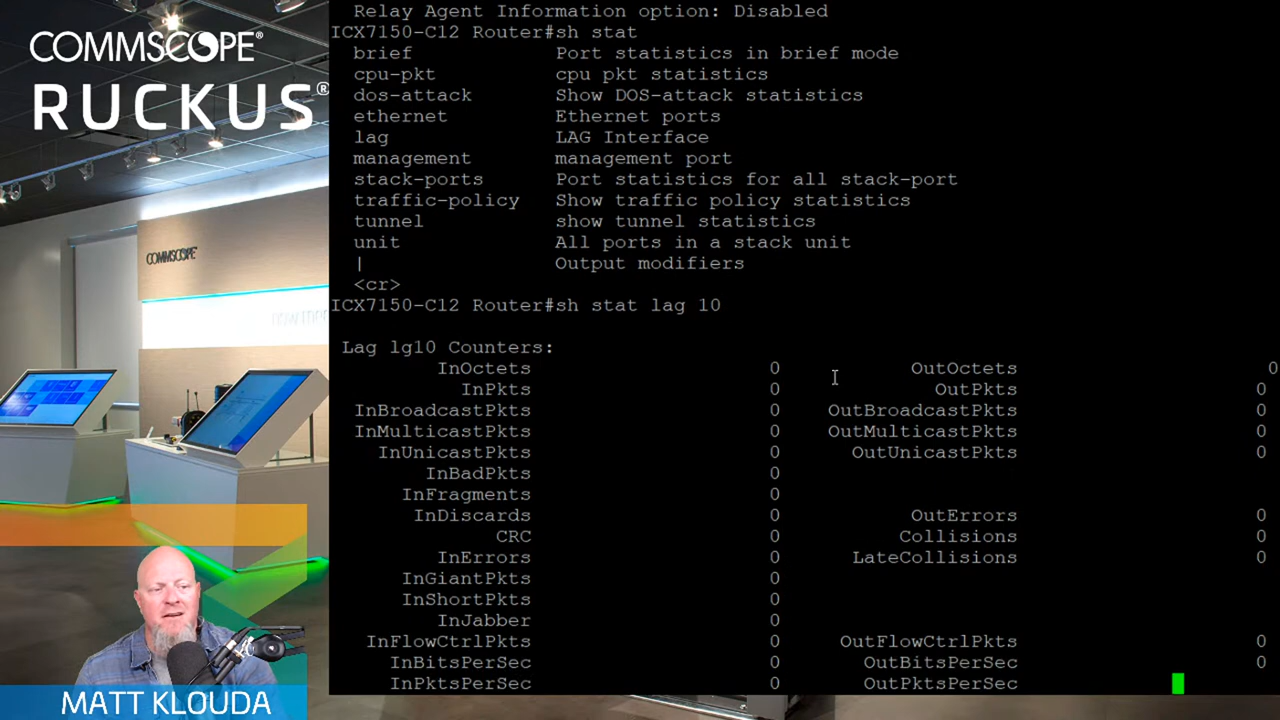 COMMSCOPE®
RUCKUS®
COMMSCOPE
Relay Agent Information option: Disabled
ICX7150-C12 Router#sh stat
brief Port statistics in brief mode
cpu-pkt cpu pkt statistics
dos-attack Show DOS-attack statistics
ethernet Ethernet ports
lag LAG Interface
management management port
stack-ports Port statistics for all stack-port
traffic-policy Show traffic policy statistics
tunnel show tunnel statistics
unit All ports in a stack unit
| Output modifiers
<cr>
ICX7150-C12 Router#sh stat lag 10
Lag lg10 Counters:
InOctets 0 OutOctets 0
InPkts 0 OutPkts 0
InBroadcastPkts 0 OutBroadcastPkts 0
InMulticastPkts 0 OutMulticastPkts 0
InUnicastPkts 0 OutUnicastPkts 0
InBadPkts 0
InFragments 0
InDiscards 0 OutErrors 0
CRC 0 Collisions 0
InErrors 0 LateCollisions 0
InGiantPkts 0
InShortPkts 0
InJabber 0
InFlowCtrlPkts 0 OutFlowCtrlPkts 0
InBitsPerSec 0 OutBitsPerSec 0
InPktsPerSec 0 OutPktsPerSec
MATT KLOUDA